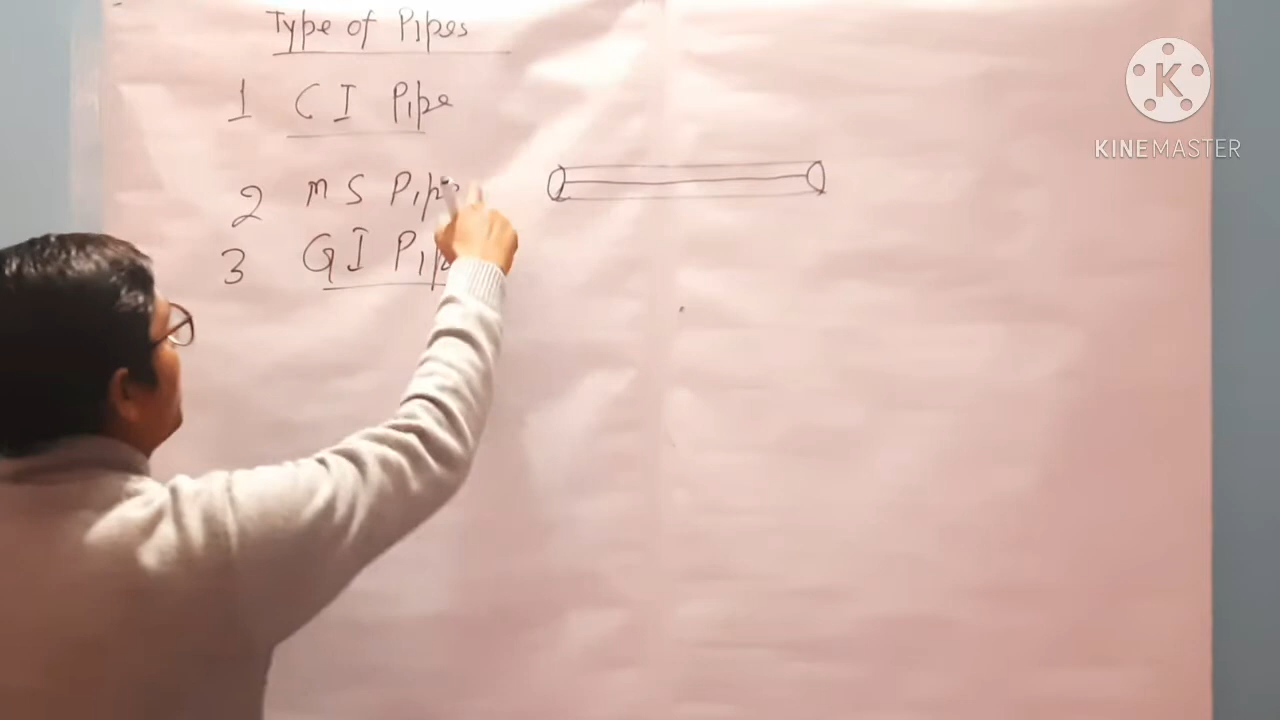 Type of Pipes
1 C I Pipe
2 M S Pipe
3 G I Pipe
K
KINEMASTER